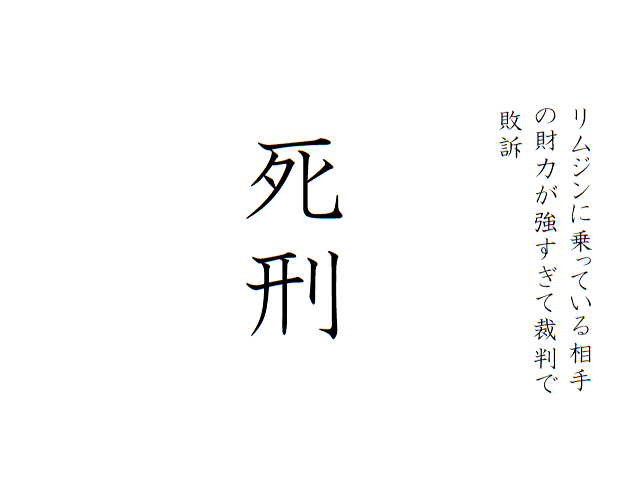 リムジンに乗っている相手
の財力が強すぎて裁判で
敗訴
死刑